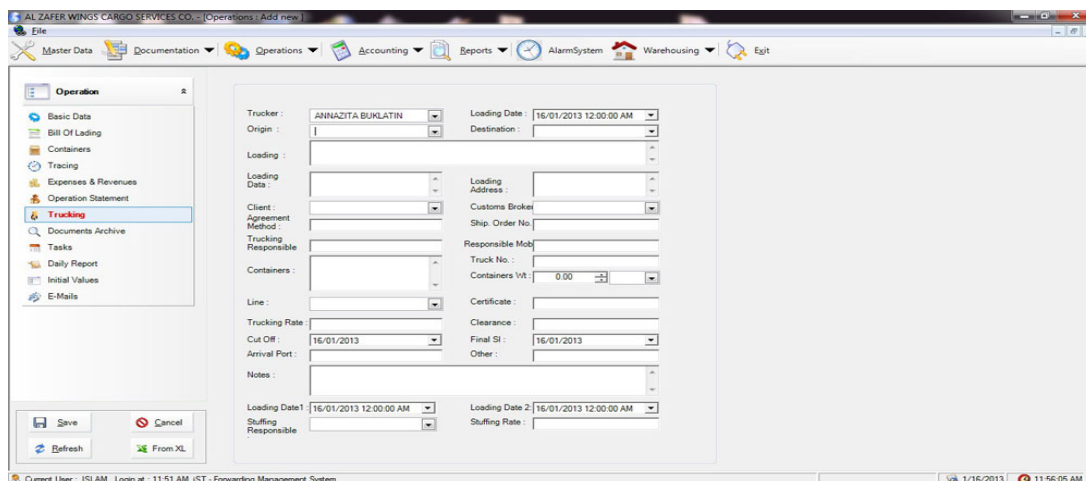 AL ZAFER WINGS CARGO SERVICES CO. - [Operations : Add new ]
File
Master Data Documentation Operations Accounting Reports AlarmSystem Warehousing Exit
Operation
Basic Data
Bill Of Lading
Containers
Tracing
Expenses & Revenues
Operation Statement
Trucking
Documents Archive
Tasks
Daily Report
Initial Values
E-Mails
Save Cancel
Refresh From XL
Trucker : ANNAZITA BUKLATIN Loading Date : 16/01/2013 12:00:00 AM
Origin : Destination :
Loading :
Loading Data : Loading Address :
Client : Customs Broker
Agreement Method : Ship. Order No.
Trucking Responsible Responsible Mob
Truck No. :
Containers : Containers Wt : 0.00
Line : Certificate :
Trucking Rate : Clearance :
Cut Off : 16/01/2013 Final SI : 16/01/2013
Arrival Port : Other :
Notes :
Loading Date1 : 16/01/2013 12:00:00 AM Loading Date 2: 16/01/2013 12:00:00 AM
Stuffing Responsible : Stuffing Rate :
Current User : ISLAM Login at : 11:51 AM iST - Forwarding Management System 1/16/2013 11:56:05 AM